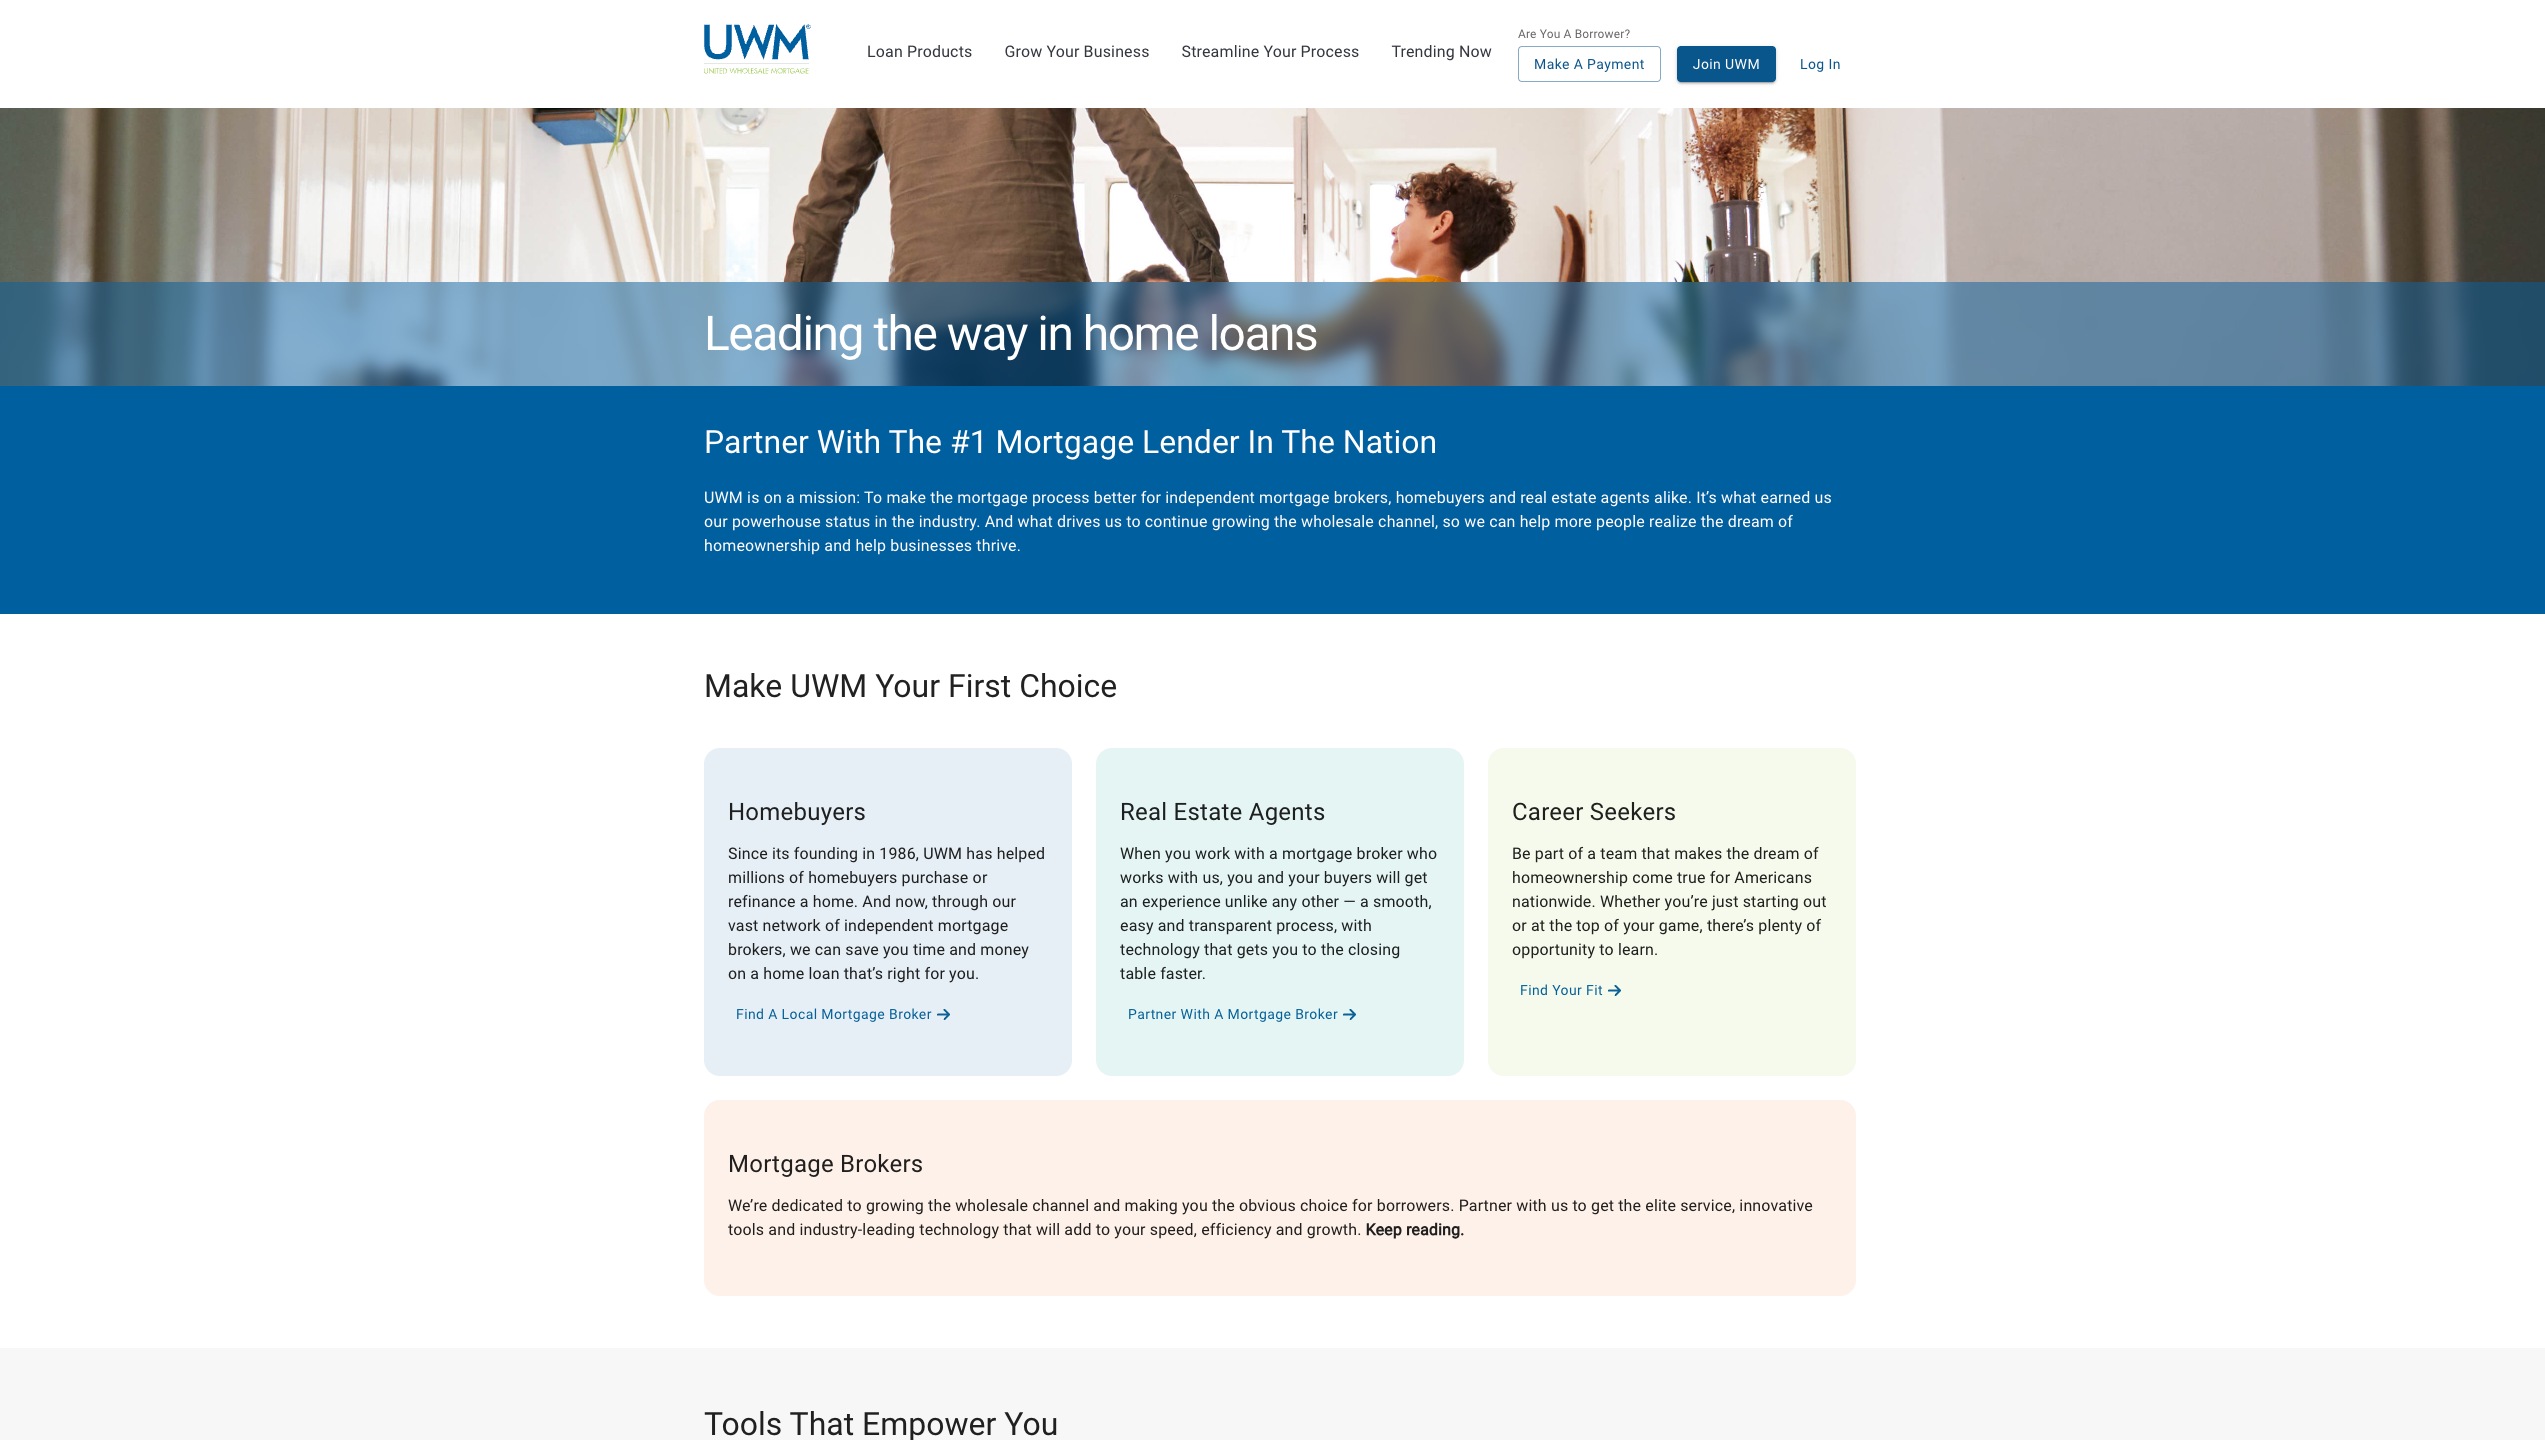 UWM®
UNITED WHOLESALE MORTGAGE
Loan Products
Grow Your Business
Streamline Your Process
Trending Now
Are You A Borrower?
Make A Payment
Join UWM
Log In
Leading the way in home loans
Partner With The #1 Mortgage Lender In The Nation
UWM is on a mission: To make the mortgage process better for independent mortgage brokers, homebuyers and real estate agents alike. It’s what earned us
our powerhouse status in the industry. And what drives us to continue growing the wholesale channel, so we can help more people realize the dream of
homeownership and help businesses thrive.
Make UWM Your First Choice
Homebuyers
Since its founding in 1986, UWM has helped
millions of homebuyers purchase or
refinance a home. And now, through our
vast network of independent mortgage
brokers, we can save you time and money
on a home loan that’s right for you.
Find A Local Mortgage Broker
Real Estate Agents
When you work with a mortgage broker who
works with us, you and your buyers will get
an experience unlike any other — a smooth,
easy and transparent process, with
technology that gets you to the closing
table faster.
Partner With A Mortgage Broker
Career Seekers
Be part of a team that makes the dream of
homeownership come true for Americans
nationwide. Whether you’re just starting out
or at the top of your game, there’s plenty of
opportunity to learn.
Find Your Fit
Mortgage Brokers
We’re dedicated to growing the wholesale channel and making you the obvious choice for borrowers. Partner with us to get the elite service, innovative
tools and industry-leading technology that will add to your speed, efficiency and growth. Keep reading.
Tools That Empower You